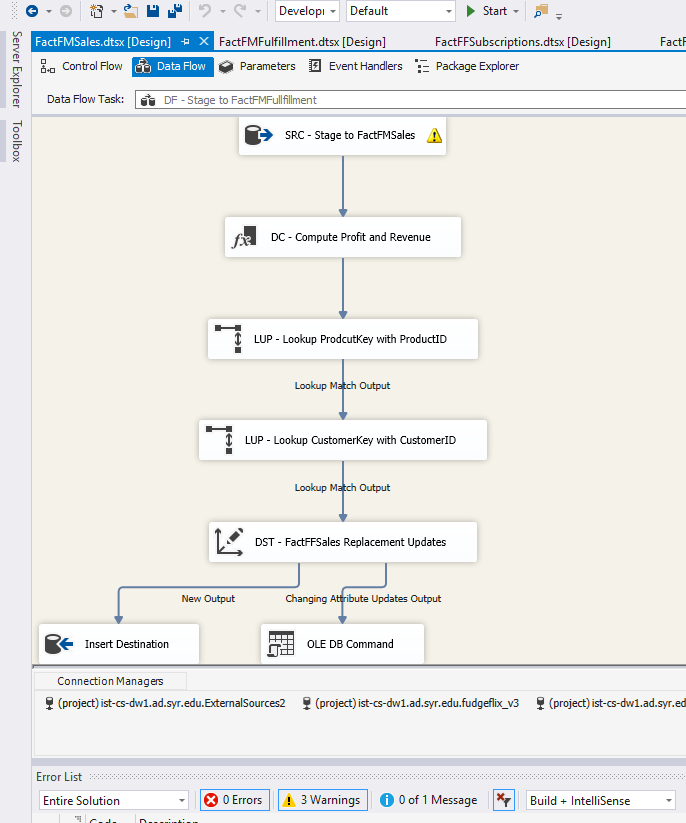 Developı
Default
Start
FactFMSales.dtsx [Design]
FactFMFulfillment.dtsx [Design]
FactFFSubscriptions.dtsx [Design]
FactF
Server Explorer
Toolbox
Control Flow
Data Flow
Parameters
Event Handlers
Package Explorer
Data Flow Task:
DF - Stage to FactFMFullfillment
SRC - Stage to FactFMSales
fx
DC - Compute Profit and Revenue
LUP - Lookup ProdcutKey with ProductID
Lookup Match Output
LUP - Lookup CustomerKey with CustomerID
Lookup Match Output
DST - FactFFSales Replacement Updates
New Output
Changing Attribute Updates Output
Insert Destination
OLE DB Command
Connection Managers
(project) ist-cs-dw1.ad.syr.edu.ExternalSources2
(project) ist-cs-dw1.ad.syr.edu.fudgeflix_v3
(project) ist-cs-dw1.ad.syr.ed
Error List
Entire Solution
0 Errors
3 Warnings
0 of 1 Message
Build + IntelliSense
Code
Description